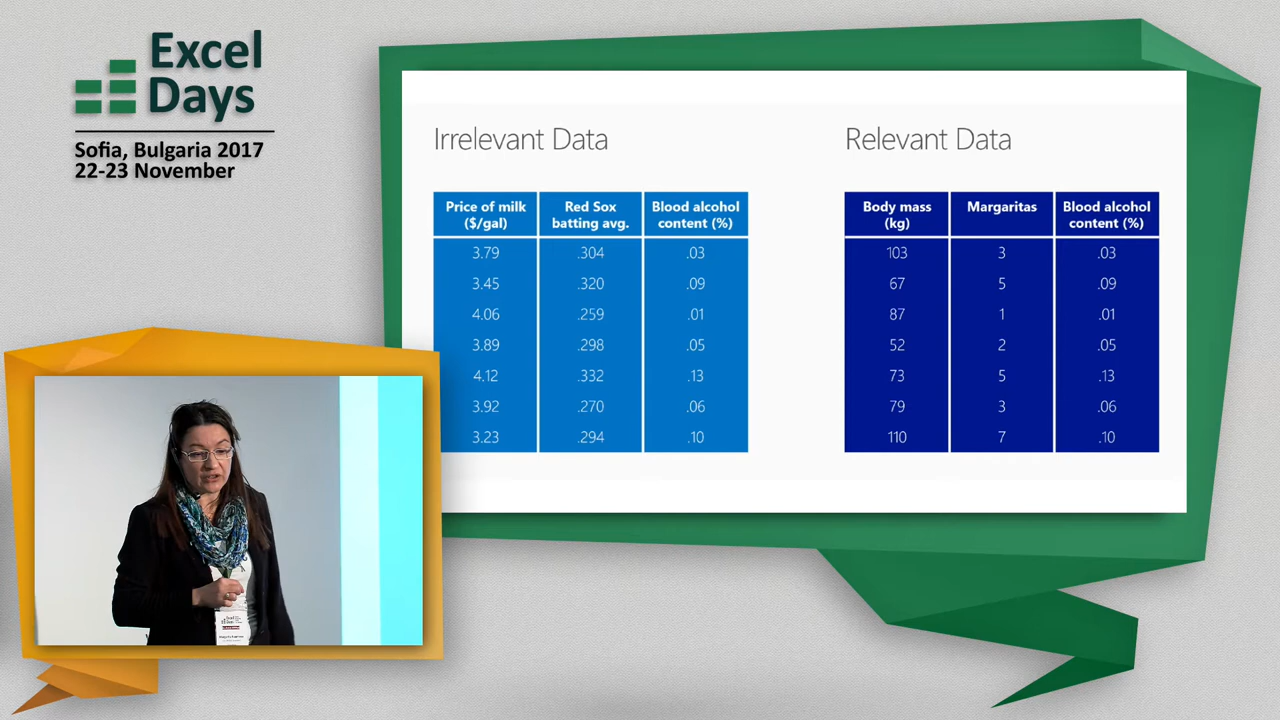 Excel
Days
Sofia, Bulgaria 2017
22-23 November
Irrelevant Data
Price of milk ($/gal) Red Sox batting avg. Blood alcohol content (%)
3.79 .304 .03
3.45 .320 .09
4.06 .259 .01
3.89 .298 .05
4.12 .332 .13
3.92 .270 .06
3.23 .294 .10
Relevant Data
Body mass (kg) Margaritas Blood alcohol content (%)
103 3 .03
67 5 .09
87 1 .01
52 2 .05
73 5 .13
79 3 .06
110 7 .10
Excel
Days